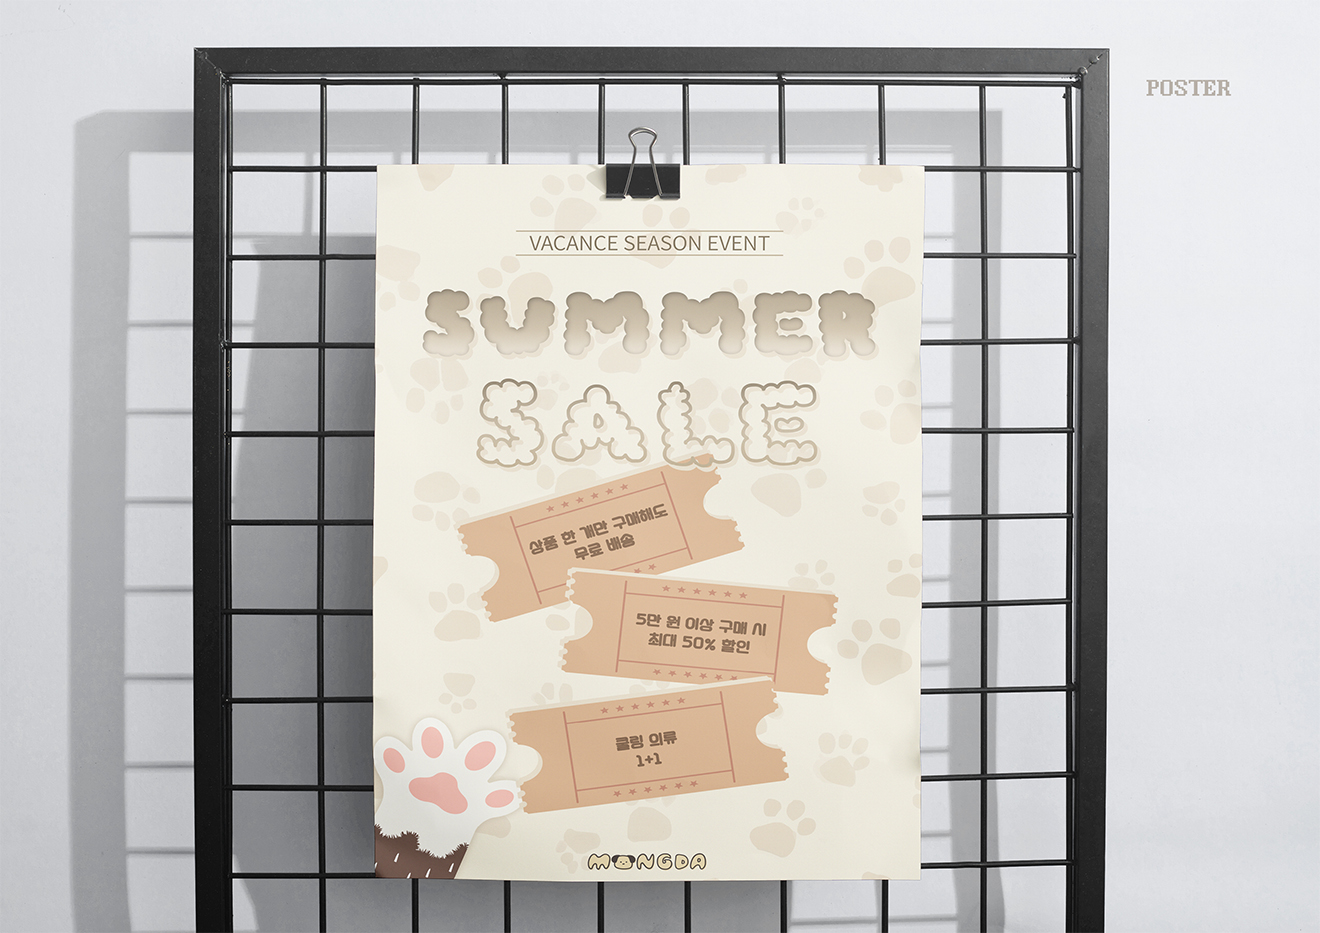 POSTER
VACANCE SEASON EVENT
SUMMER
SALE
상품 한 개만 구매해도
무료 배송
5만 원 이상 구매 시
최대 50% 할인
쿨링 의류
1+1
MONGDA